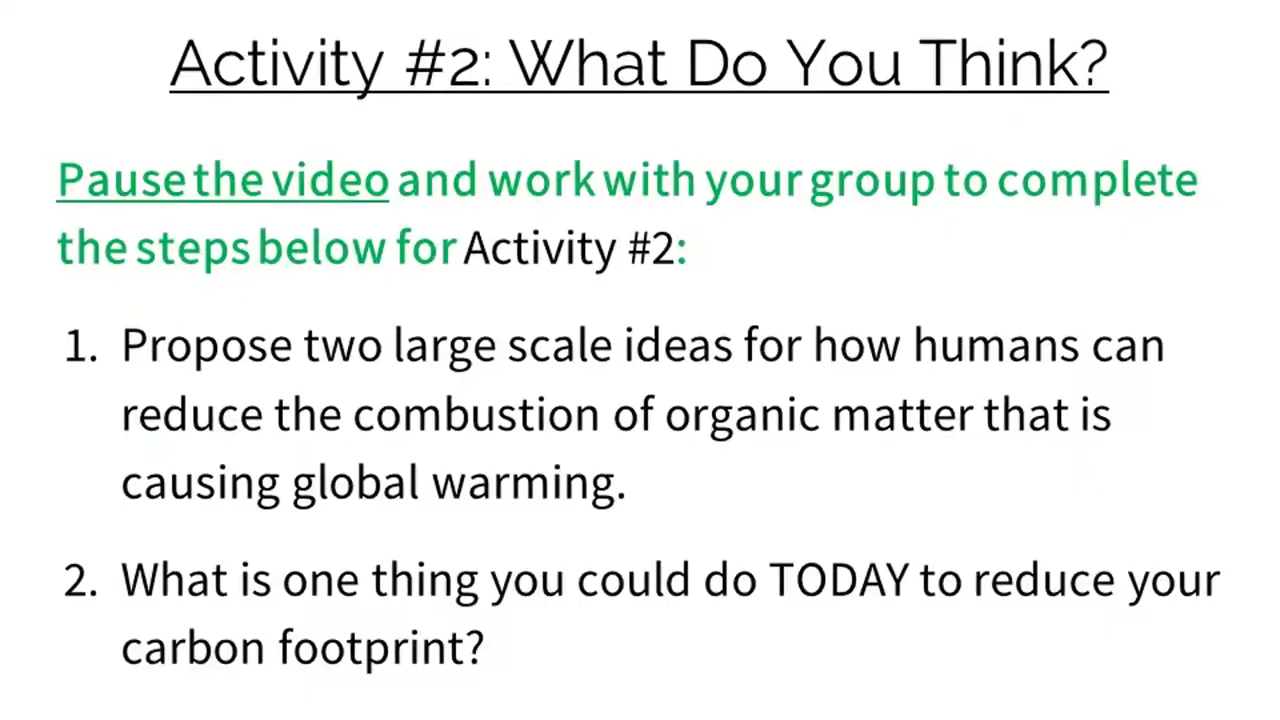 Activity #2: What Do You Think?
Pause the video and work with your group to complete
the steps below for Activity #2:
1. Propose two large scale ideas for how humans can
reduce the combustion of organic matter that is
causing global warming.
2. What is one thing you could do TODAY to reduce your
carbon footprint?